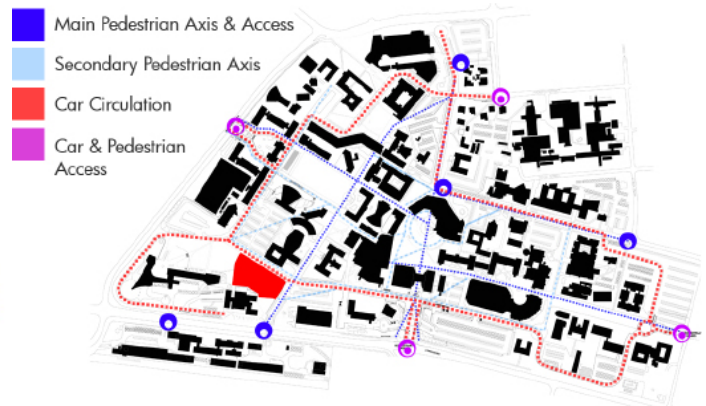 Main Pedestrian Axis & Access
Secondary Pedestrian Axis
Car Circulation
Car & Pedestrian
Access